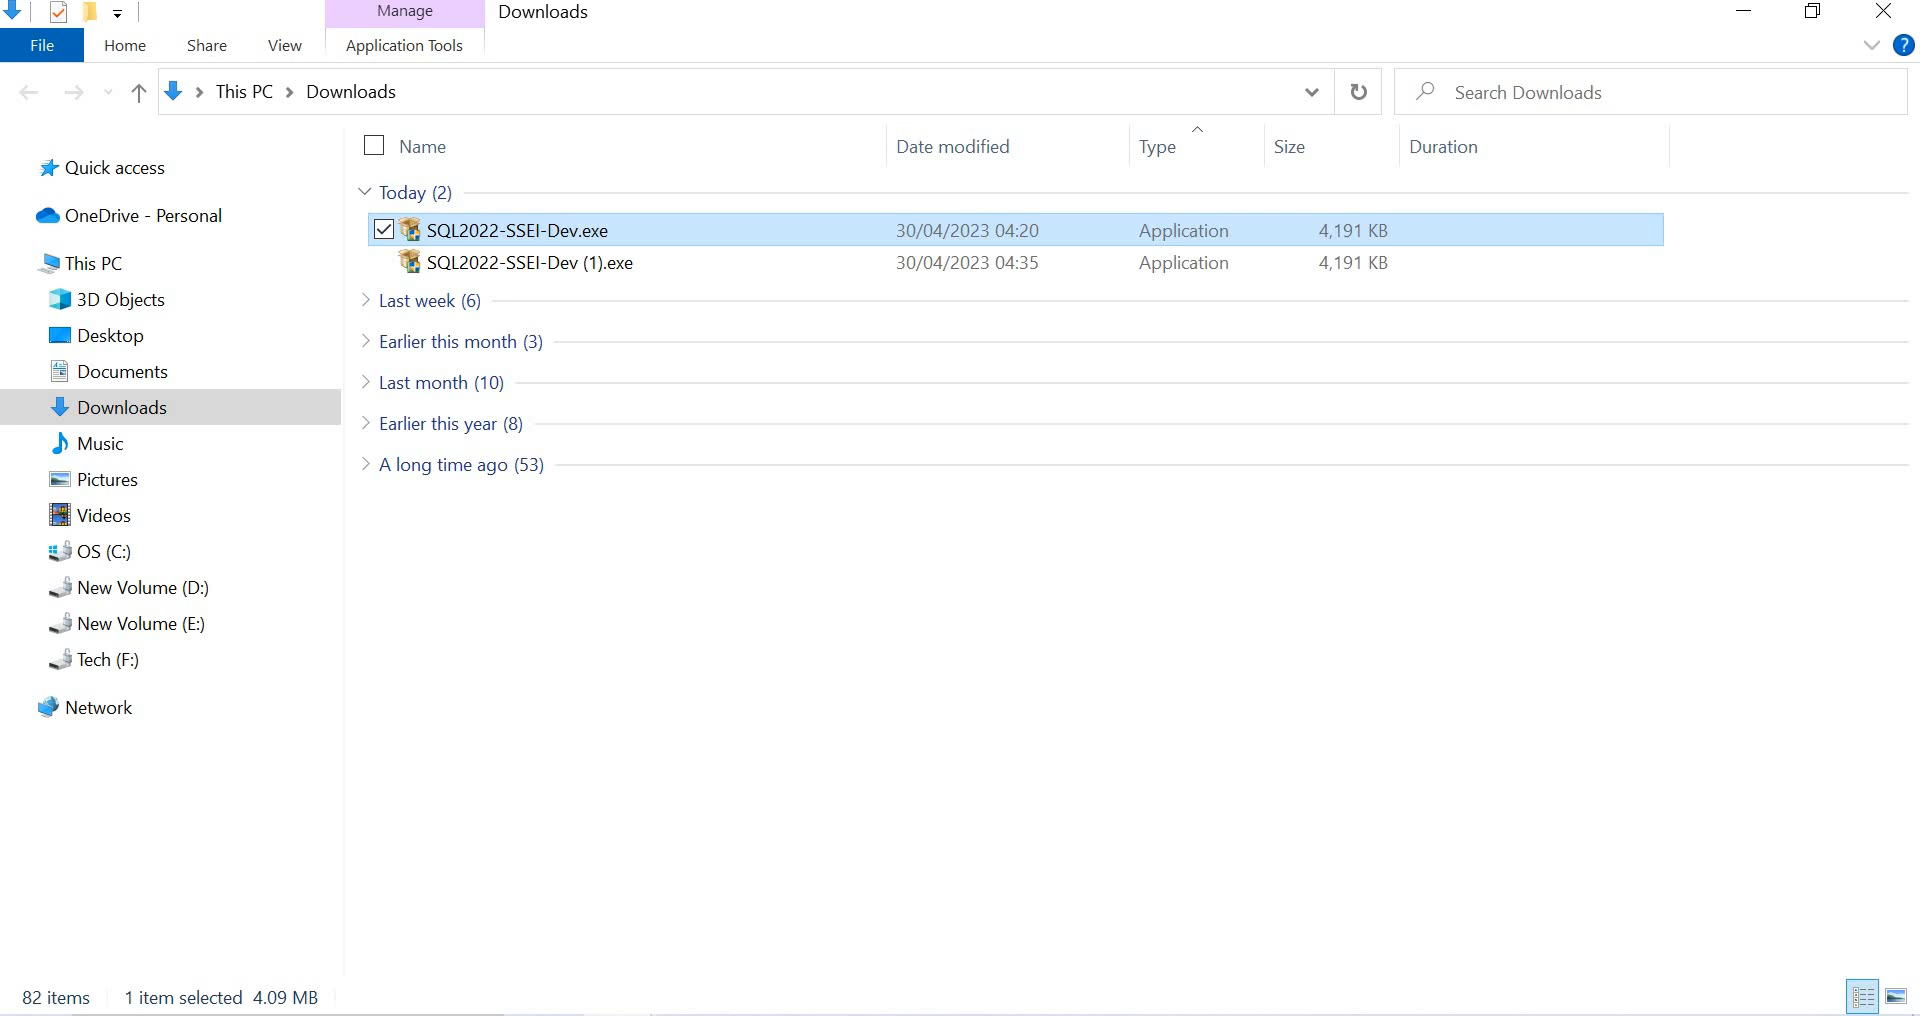 Manage Downloads
File Home Share View Application Tools ?
This PC Downloads Search Downloads
Name Date modified Type Size Duration
Quick access
OneDrive - Personal
This PC
3D Objects
Desktop
Documents
Downloads
Music
Pictures
Videos
OS (C:)
New Volume (D:)
New Volume (E:)
Tech (F:)
Network
Today (2)
SQL2022-SSEI-Dev.exe 30/04/2023 04:20 Application 4,191 KB
SQL2022-SSEI-Dev (1).exe 30/04/2023 04:35 Application 4,191 KB
Last week (6)
Earlier this month (3)
Last month (10)
Earlier this year (8)
A long time ago (53)
82 items 1 item selected 4.09 MB